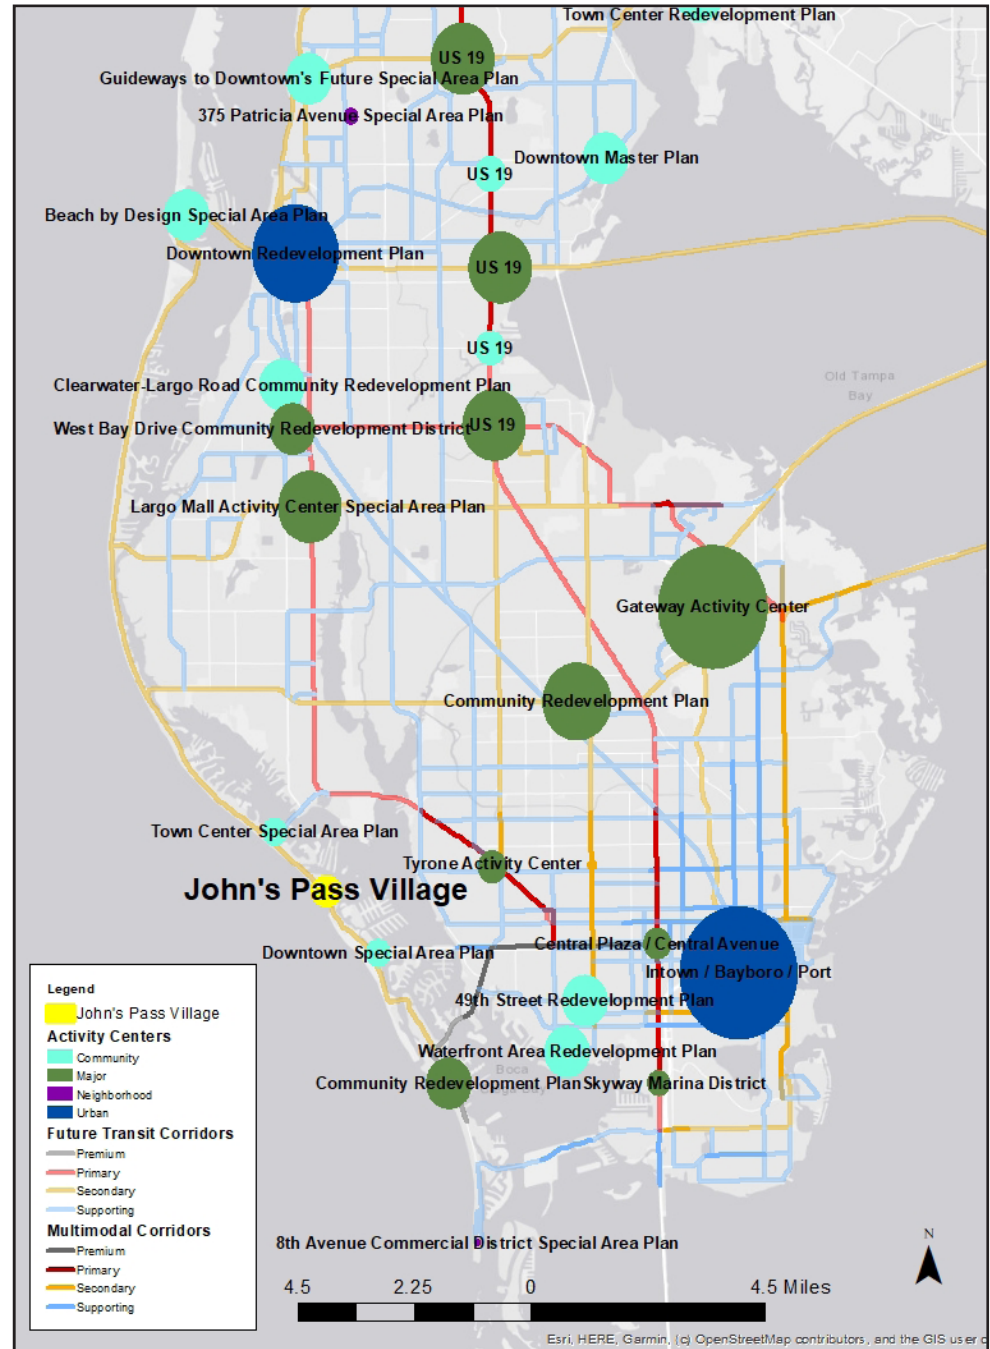 Town Center Redevelopment Plan
US 19
Guideways to Downtown's Future Special Area Plan
375 Patricia Avenue Special Area Plan
Downtown Master Plan
US 19
Beach by Design Special Area Plan
Downtown Redevelopment Plan
US 19
US 19
Old Tampa
Bay
Clearwater-Largo Road Community Redevelopment Plan
West Bay Drive Community Redevelopment District
US 19
Largo Mall Activity Center Special Area Plan
Gateway Activity Center
Community Redevelopment Plan
Town Center Special Area Plan
Tyrone Activity Center
John's Pass Village
Central Plaza / Central Avenue
Downtown Special Area Plan
Intown / Bayboro / Port
49th Street Redevelopment Plan
Waterfront Area Redevelopment Plan
Boca
Community Redevelopment Plan
Skyway Marina District
8th Avenue Commercial District Special Area Plan
Legend
John's Pass Village
Activity Centers
Community
Major
Neighborhood
Urban
Future Transit Corridors
Premium
Primary
Secondary
Supporting
Multimodal Corridors
Premium
Primary
Secondary
Supporting
N
4.5 2.25 0 4.5 Miles
Esri, HERE, Garmin, (c) OpenStreetMap contributors, and the GIS user c